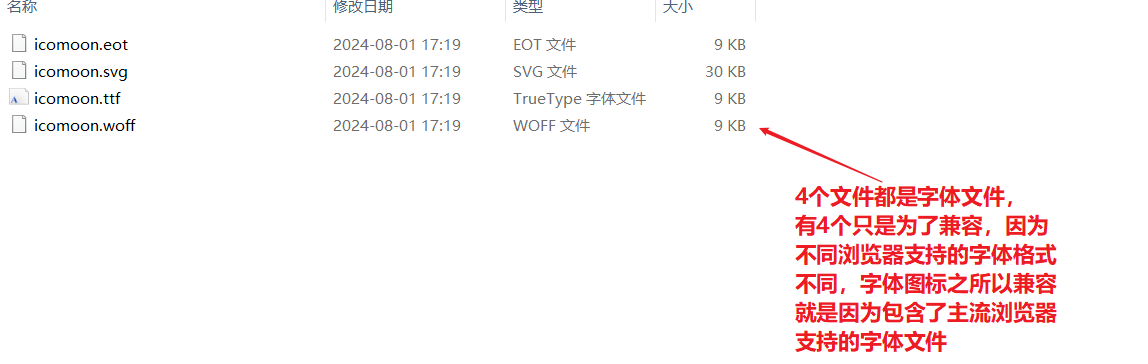 名称 修改日期 类型 大小
icomoon.eot 2024-08-01 17:19 EOT 文件 9 KB
icomoon.svg 2024-08-01 17:19 SVG 文件 30 KB
icomoon.ttf 2024-08-01 17:19 TrueType 字体文件 9 KB
icomoon.woff 2024-08-01 17:19 WOFF 文件 9 KB
4个文件都是字体文件，
有4个只是为了兼容，因为
不同浏览器支持的字体格式
不同，字体图标之所以兼容
就是因为包含了主流浏览器
支持的字体文件